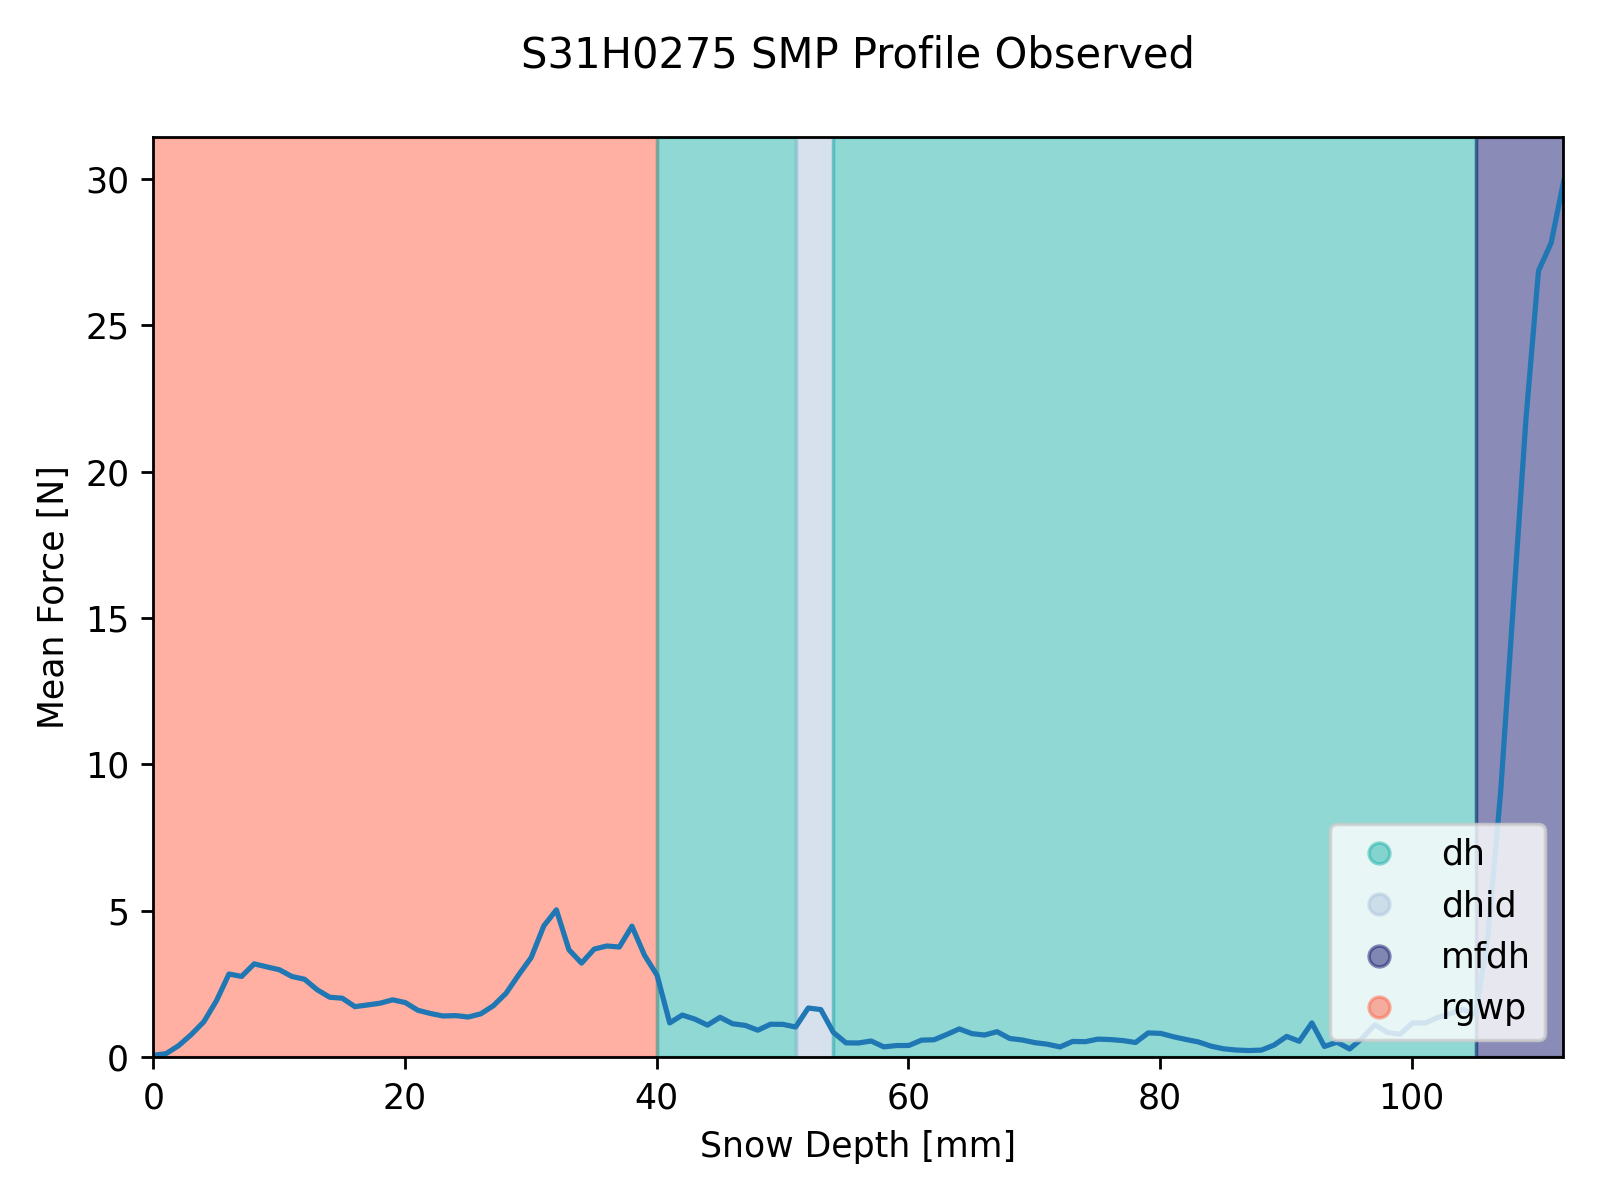 S31H0275 SMP Profile Observed
30
25
20
15
10
5
0
Mean Force [N]
0 20 40 60 80 100
Snow Depth [mm]
dh
dhid
mfdh
rgwp